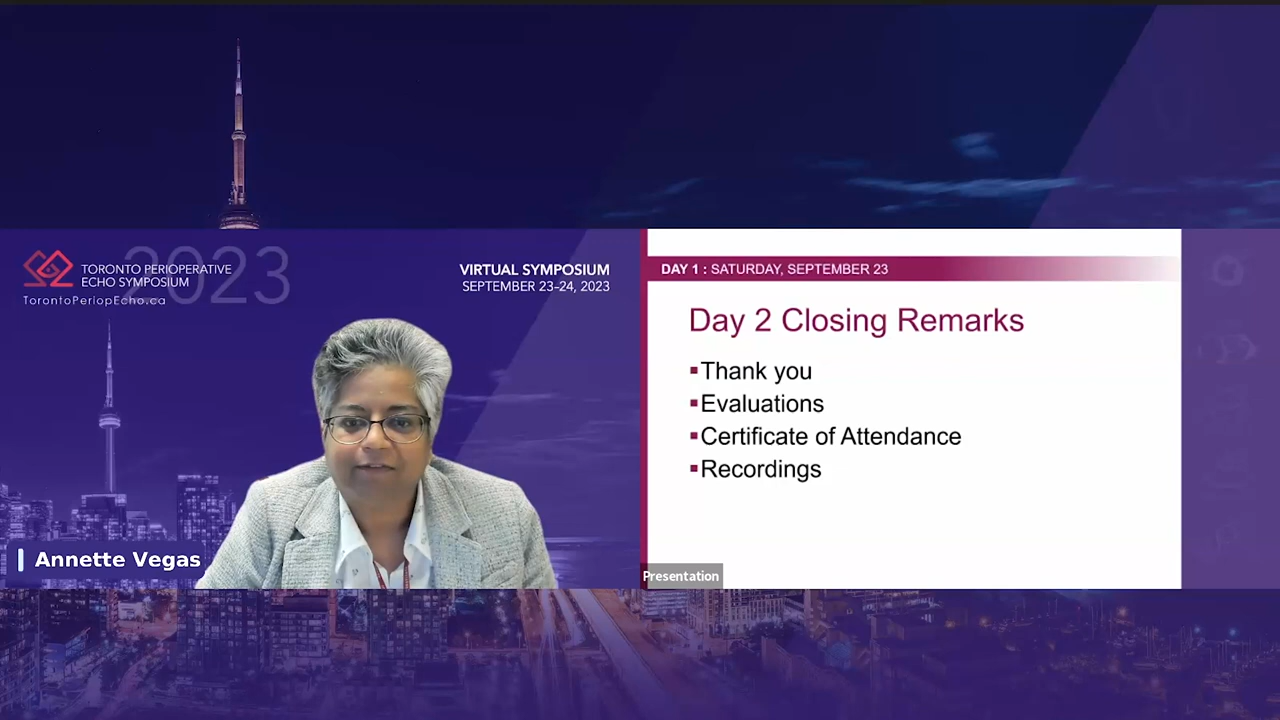 2023
TORONTO PERIOPERATIVE
ECHO SYMPOSIUM
TorontoPeriopEcho.ca
VIRTUAL SYMPOSIUM
SEPTEMBER 23-24, 2023
Annette Vegas
DAY 1 : SATURDAY, SEPTEMBER 23
Day 2 Closing Remarks
▪Thank you
▪Evaluations
▪Certificate of Attendance
▪Recordings
Presentation